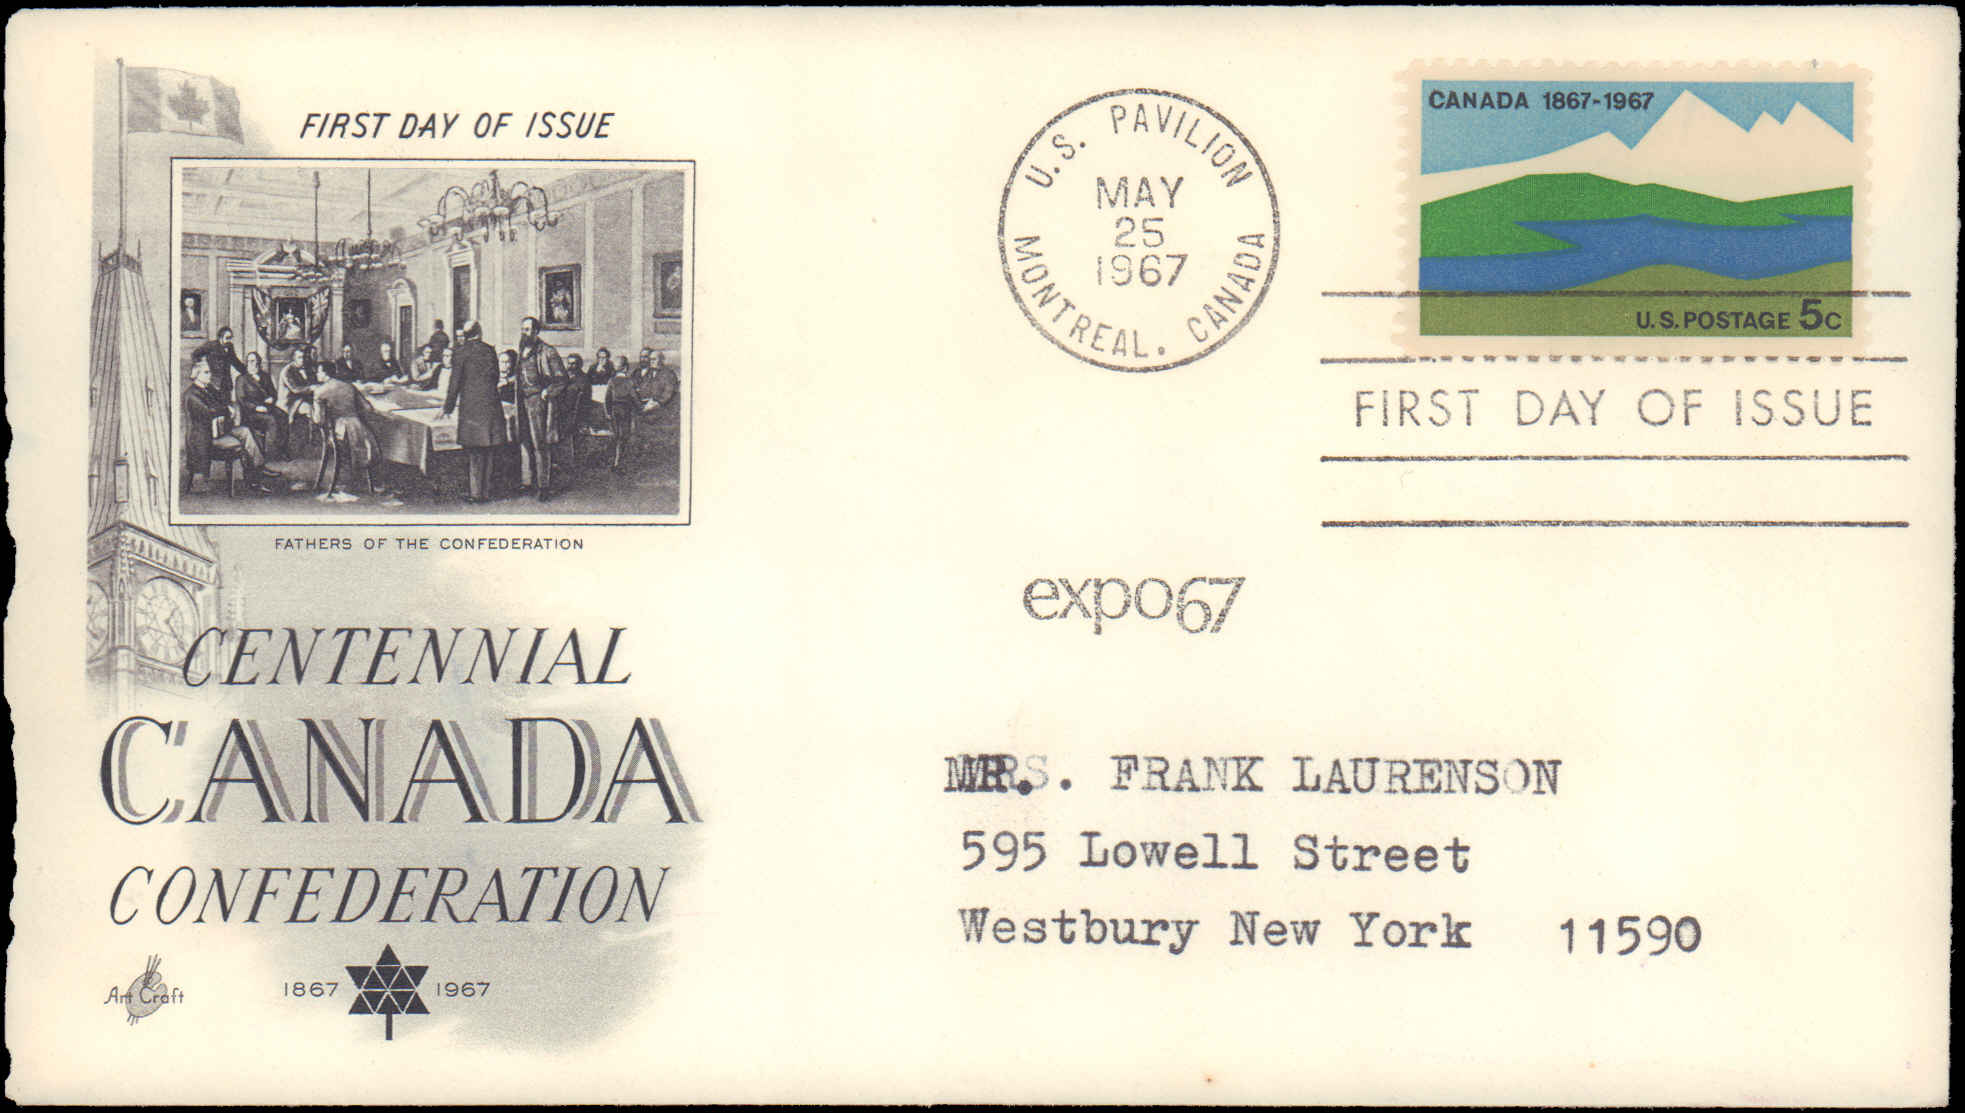 FIRST DAY OF ISSUE
FATHERS OF THE CONFEDERATION
CENTENNIAL
CANADA
CONFEDERATION
Art Craft
1867 1967
U.S. PAVILION
MAY
25
1967
MONTREAL. CANADA
CANADA 1867-1967
U.S. POSTAGE 5c
FIRST DAY OF ISSUE
expo67
MR. FRANK LAURENSON
595 Lowell Street
Westbury New York 11590